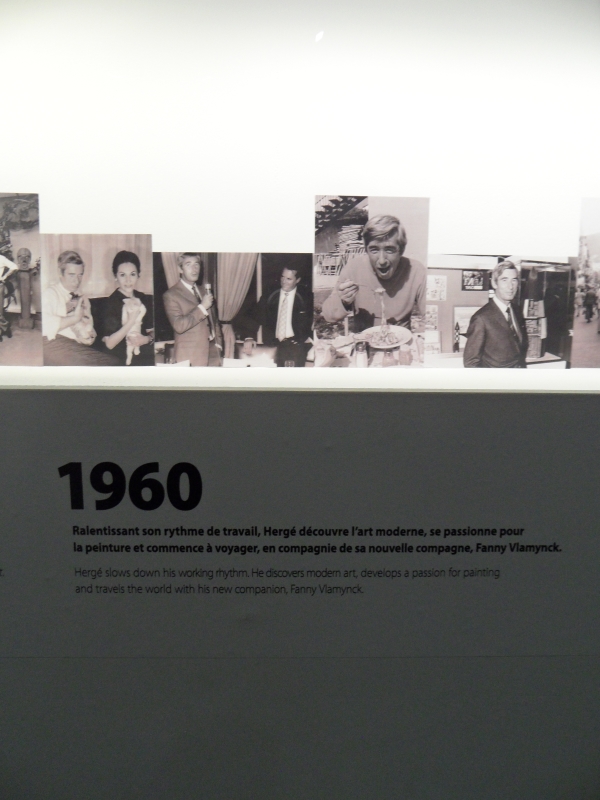 1960
Ralentissant son rythme de travail, Hergé découvre l'art moderne, se passionne pour
la peinture et commence à voyager, en compagnie de sa nouvelle compagne, Fanny Vlamynck.
Hergé slows down his working rhythm. He discovers modern art, develops a passion for painting
and travels the world with his new companion, Fanny Vlamynck.